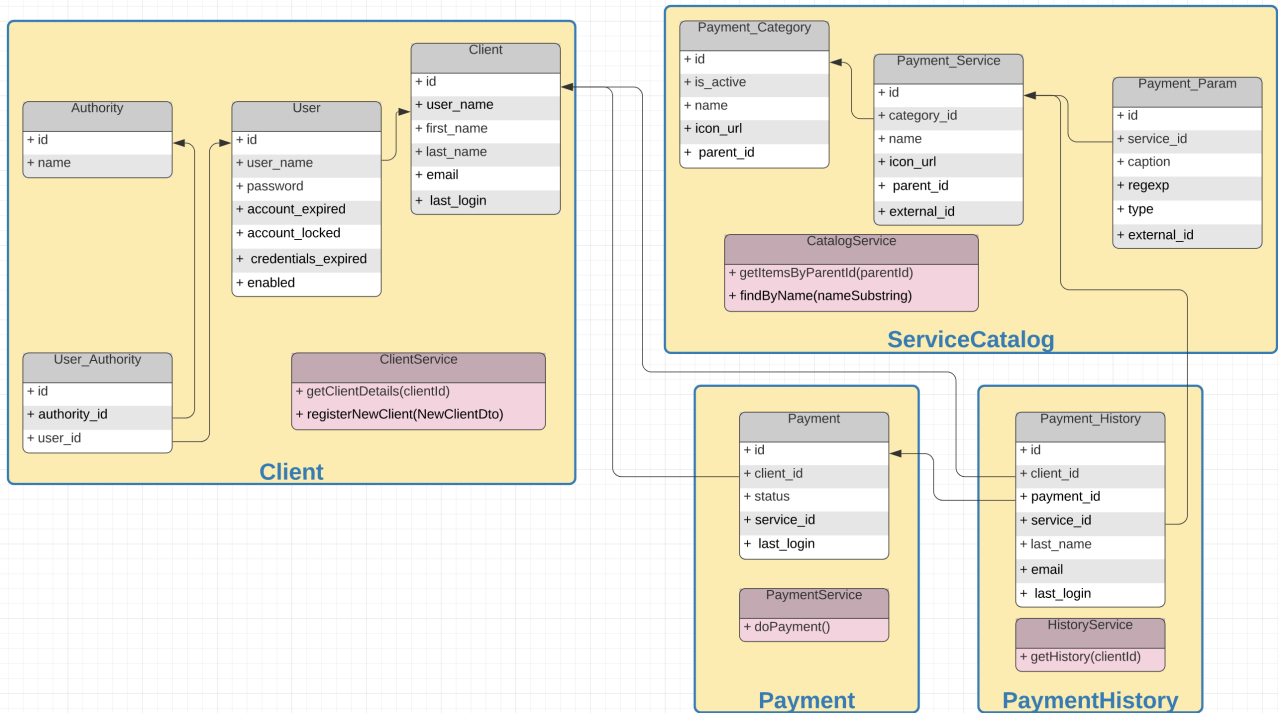 Authority
+ id
+ name
User
+ id
+ user_name
+ password
+ account_expired
+ account_locked
+ credentials_expired
+ enabled
Client
+ id
+ user_name
+ first_name
+ last_name
+ email
+ last_login
User_Authority
+ id
+ authority_id
+ user_id
ClientService
+ getClientDetails(clientId)
+ registerNewClient(NewClientDto)
Client
Payment_Category
+ id
+ is_active
+ name
+ icon_url
+ parent_id
Payment_Service
+ id
+ category_id
+ name
+ icon_url
+ parent_id
+ external_id
Payment_Param
+ id
+ service_id
+ caption
+ regexp
+ type
+ external_id
CatalogService
+ getItemsByParentId(parentId)
+ findByName(nameSubstring)
ServiceCatalog
Payment
+ id
+ client_id
+ status
+ service_id
+ last_login
PaymentService
+ doPayment()
Payment
Payment_History
+ id
+ client_id
+ payment_id
+ service_id
+ last_name
+ email
+ last_login
HistoryService
+ getHistory(clientId)
PaymentHistory